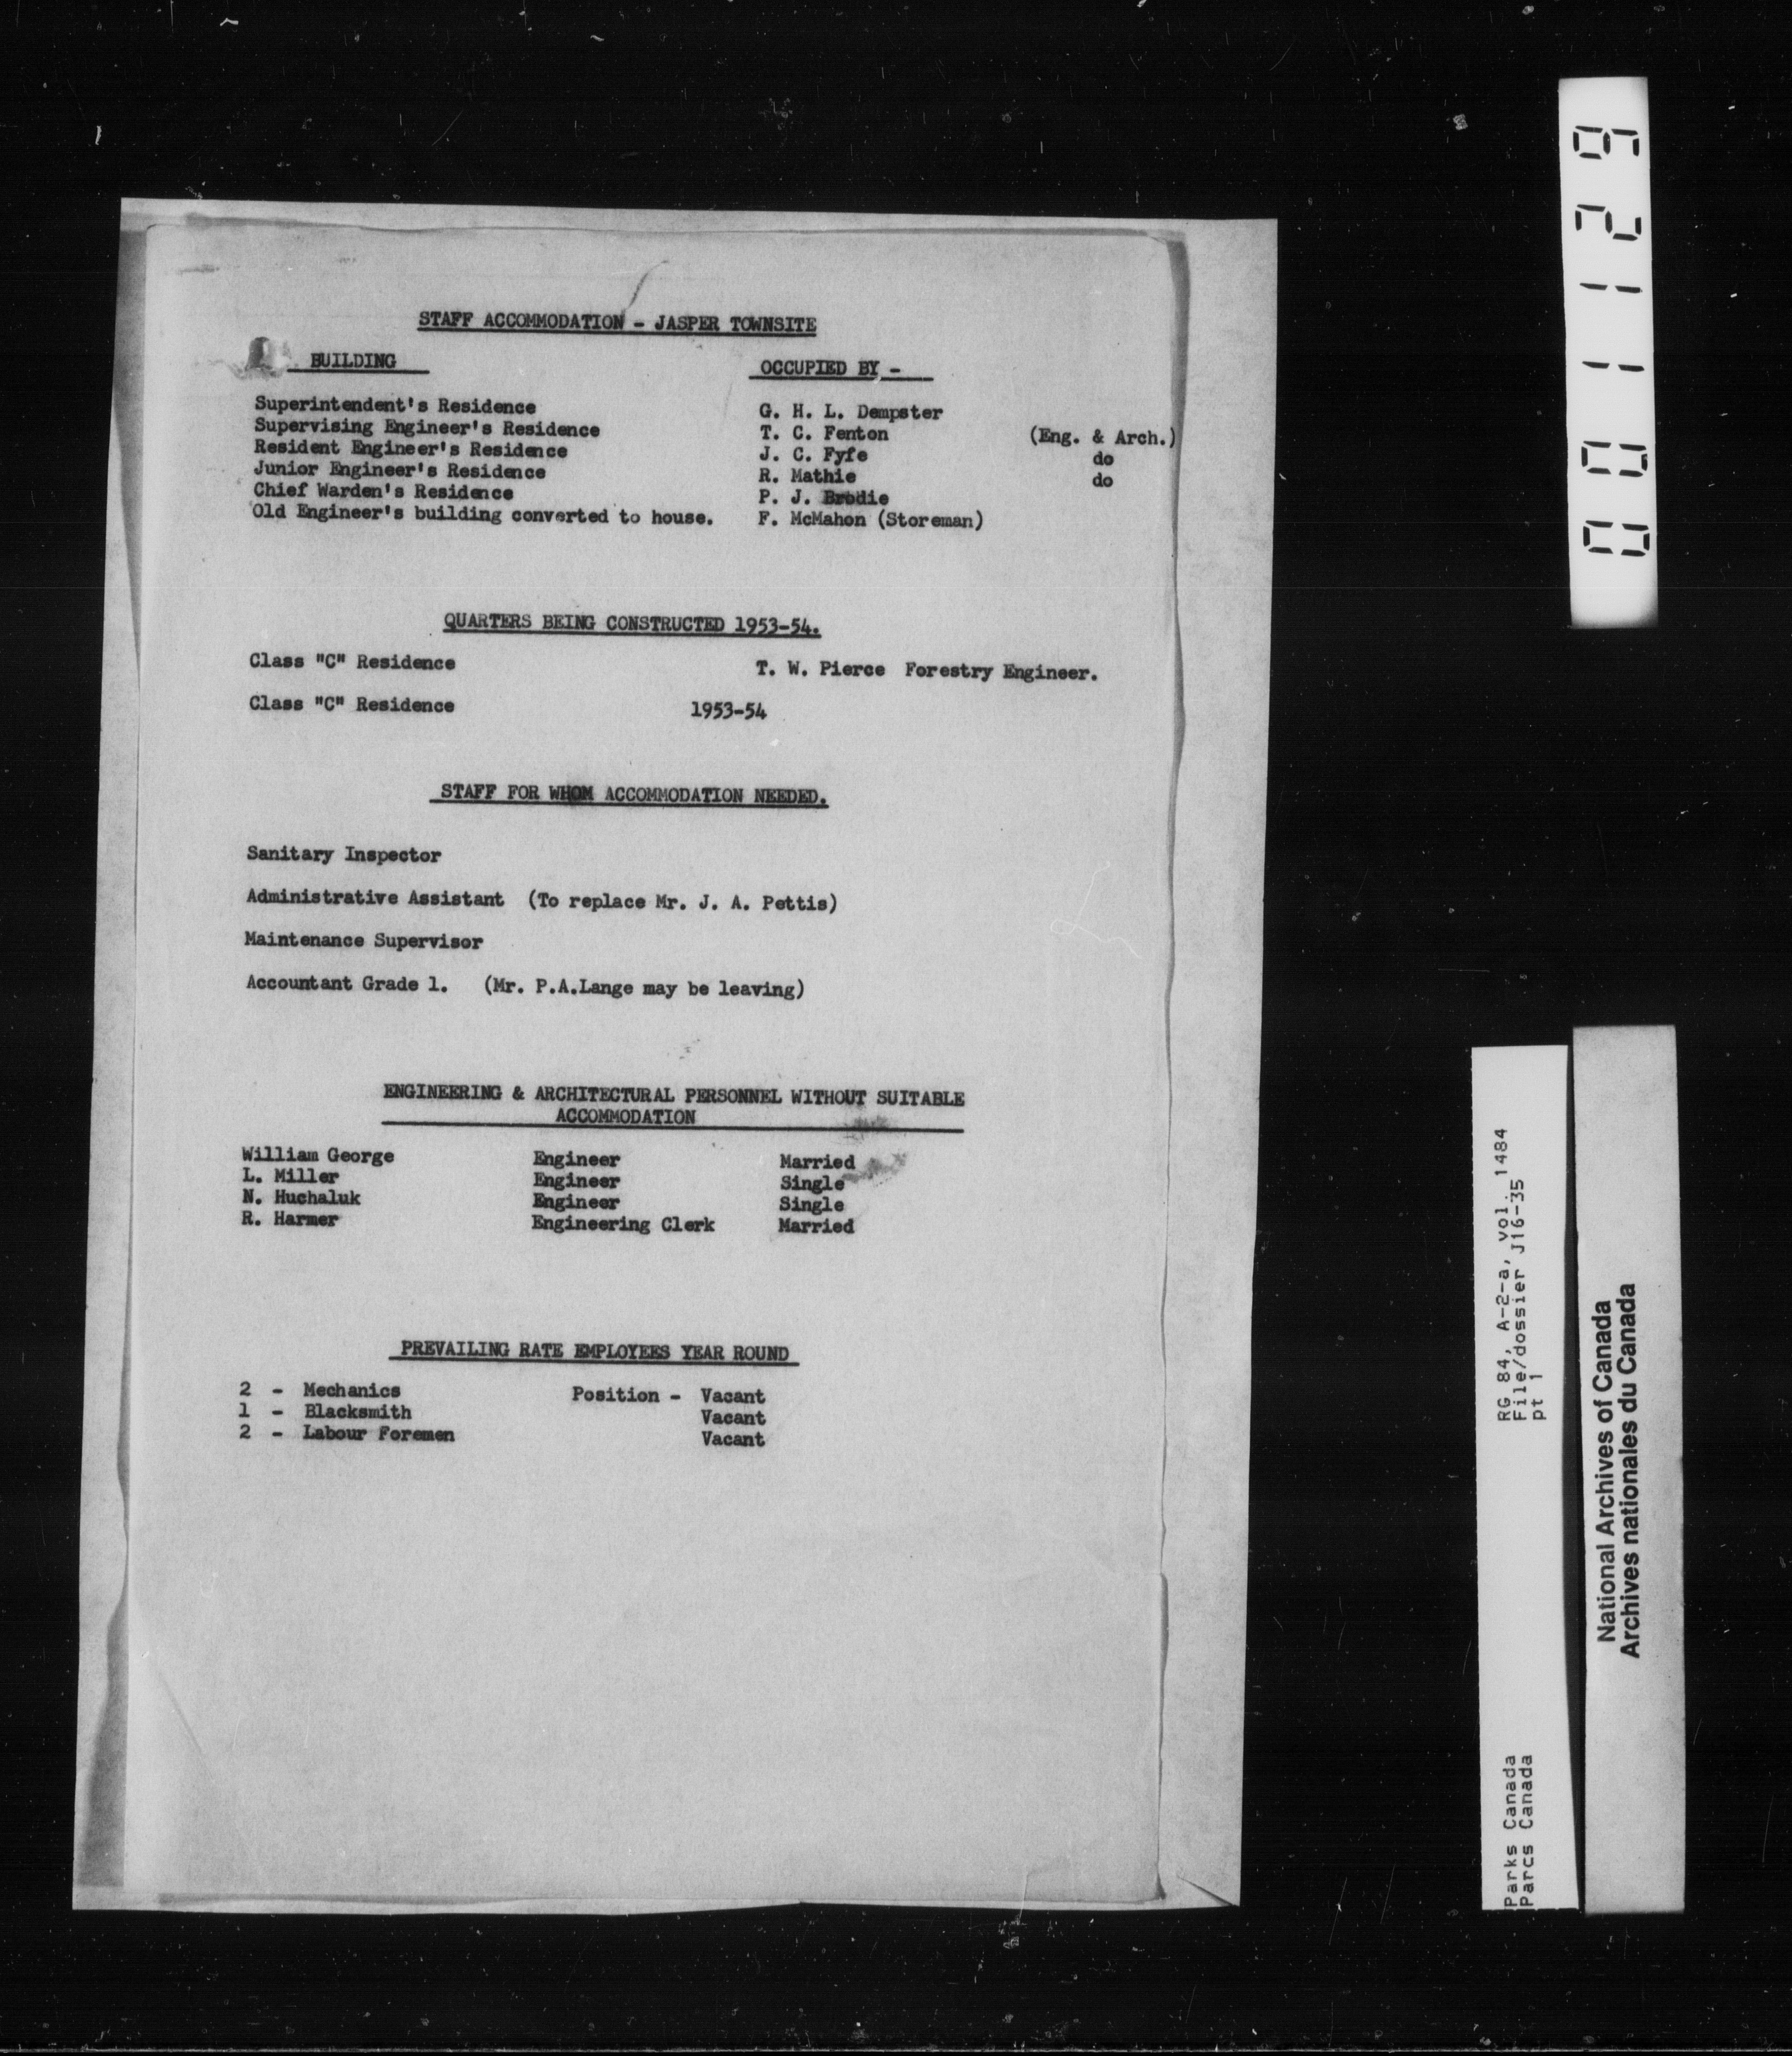 STAFF ACCOMMODATION - JASPER TOWNSITE
BUILDING OCCUPIED BY -
Superintendent's Residence G. H. L. Dempster
Supervising Engineer's Residence T. C. Fenton (Eng. & Arch.)
Resident Engineer's Residence J. C. Fyfe do
Junior Engineer's Residence R. Mathie do
Chief Warden's Residence P. J. Brodie
Old Engineer's building converted to house. F. McMahon (Storeman)
QUARTERS BEING CONSTRUCTED 1953-54.
Class "C" Residence T. W. Pierce Forestry Engineer.
Class "C" Residence 1953-54
STAFF FOR WHOM ACCOMMODATION NEEDED.
Sanitary Inspector
Administrative Assistant (To replace Mr. J. A. Pettis)
Maintenance Supervisor
Accountant Grade 1. (Mr. P.A.Lange may be leaving)
ENGINEERING & ARCHITECTURAL PERSONNEL WITHOUT SUITABLE
ACCOMMODATION
William George Engineer Married
L. Miller Engineer Single
N. Huchaluk Engineer Single
R. Harmer Engineering Clerk Married
PREVAILING RATE EMPLOYEES YEAR ROUND
2 - Mechanics Position - Vacant
1 - Blacksmith Vacant
2 - Labour Foremen Vacant
001129
RG 84, A-2-a, vol. 1484
File/dossier J16-35
pt 1
Parks Canada
Parcs Canada
National Archives of Canada
Archives nationales du Canada